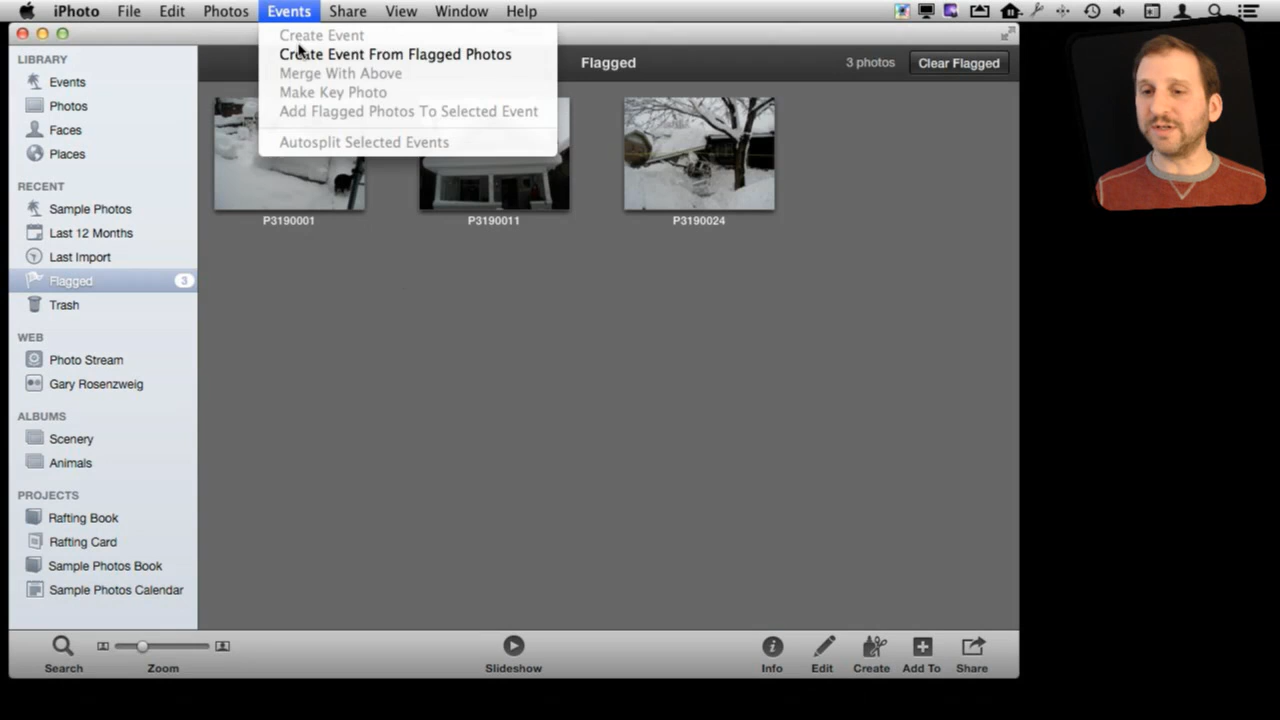 iPhoto File Edit Photos Events Share View Window Help
Create Event
Create Event From Flagged Photos
Merge With Above
Make Key Photo
Add Flagged Photos To Selected Event
Autosplit Selected Events
LIBRARY
Events
Photos
Faces
Places
RECENT
Sample Photos
Last 12 Months
Last Import
Flagged 3
Trash
WEB
Photo Stream
Gary Rosenzweig
ALBUMS
Scenery
Animals
PROJECTS
Rafting Book
Rafting Card
Sample Photos Book
Sample Photos Calendar
Flagged
3 photos
Clear Flagged
P3190001
P3190011
P3190024
Search
Zoom
Slideshow
Info
Edit
Create
Add To
Share